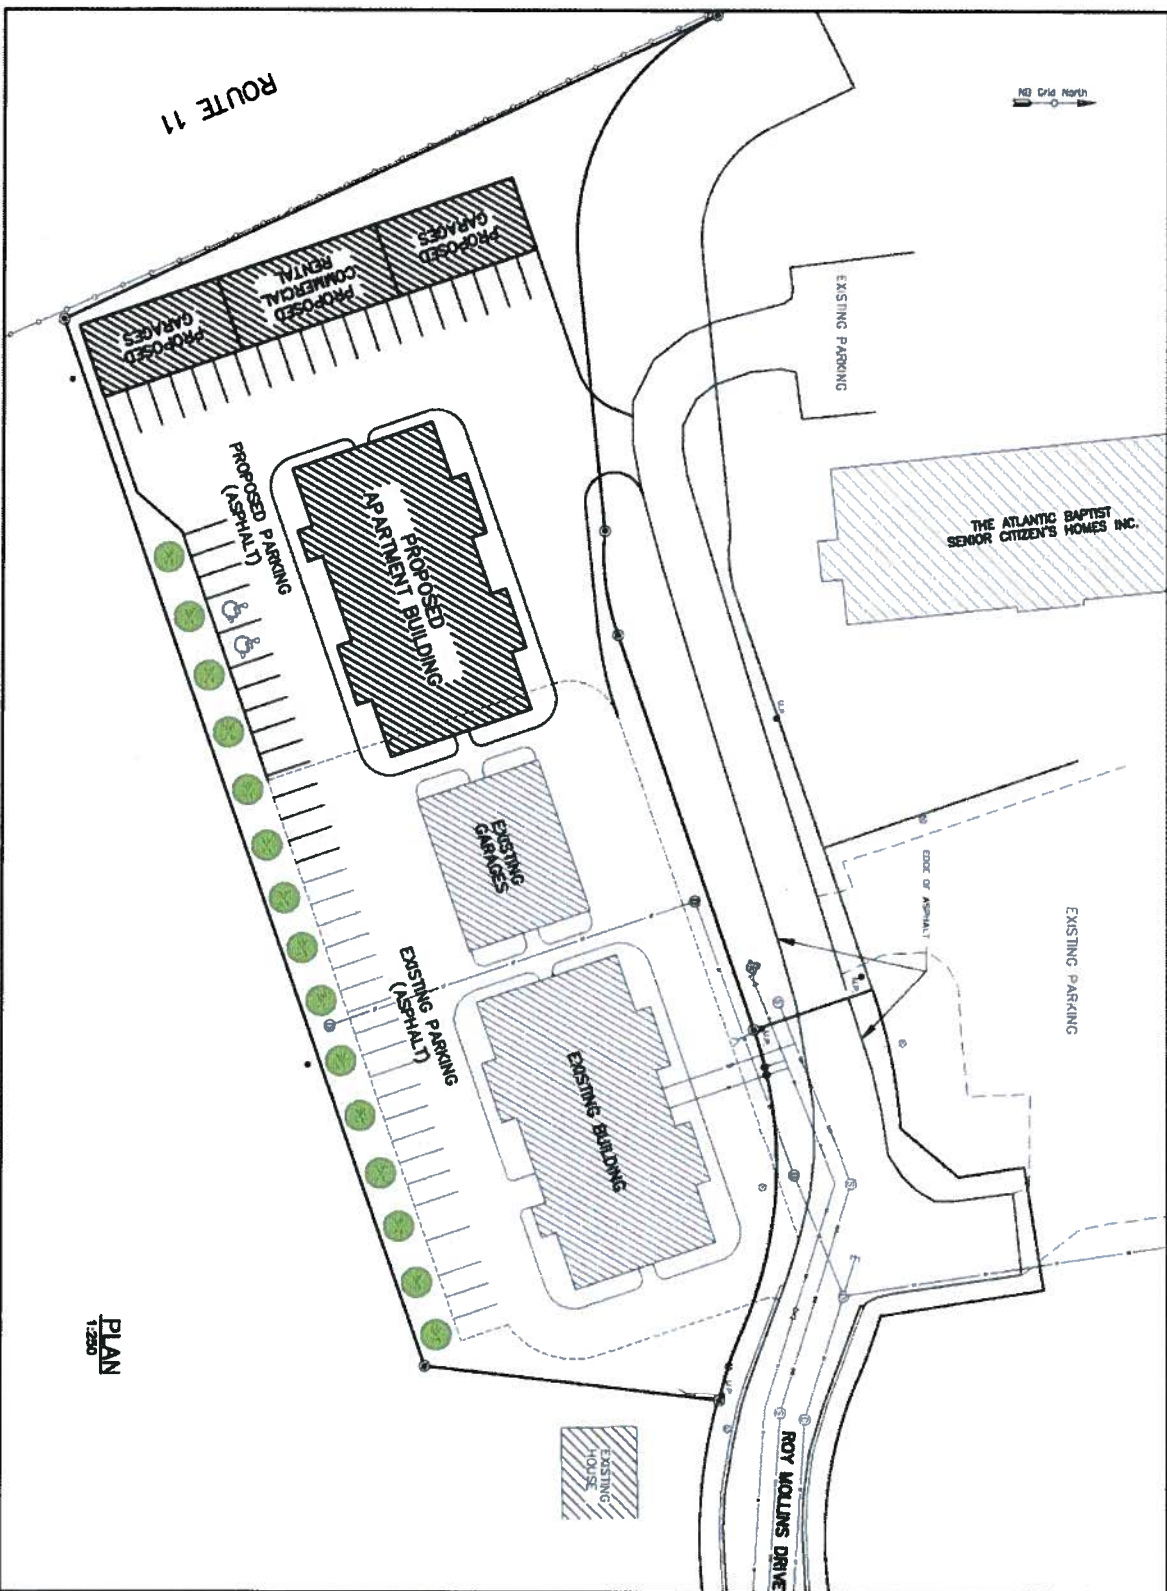 ROUTE 11
NB Grid North
PROPOSED
GARAGES
PROPOSED
COMMERCIAL
RENTAL
PROPOSED
GARAGES
EXISTING PARKING
THE ATLANTIC BAPTIST
SENIOR CITIZEN'S HOMES INC.
PROPOSED PARKING
(ASPHALT)
PROPOSED
APARTMENT BUILDING
EXISTING
GARAGES
EDGE OF ASPHALT
EXISTING PARKING
EXISTING PARKING
(ASPHALT)
EXISTING BUILDING
U.P.
U.P.
U.P.
U.P.
EXISTING
HOUSE
ROY MOLLINS DRIVE
PLAN
1:250